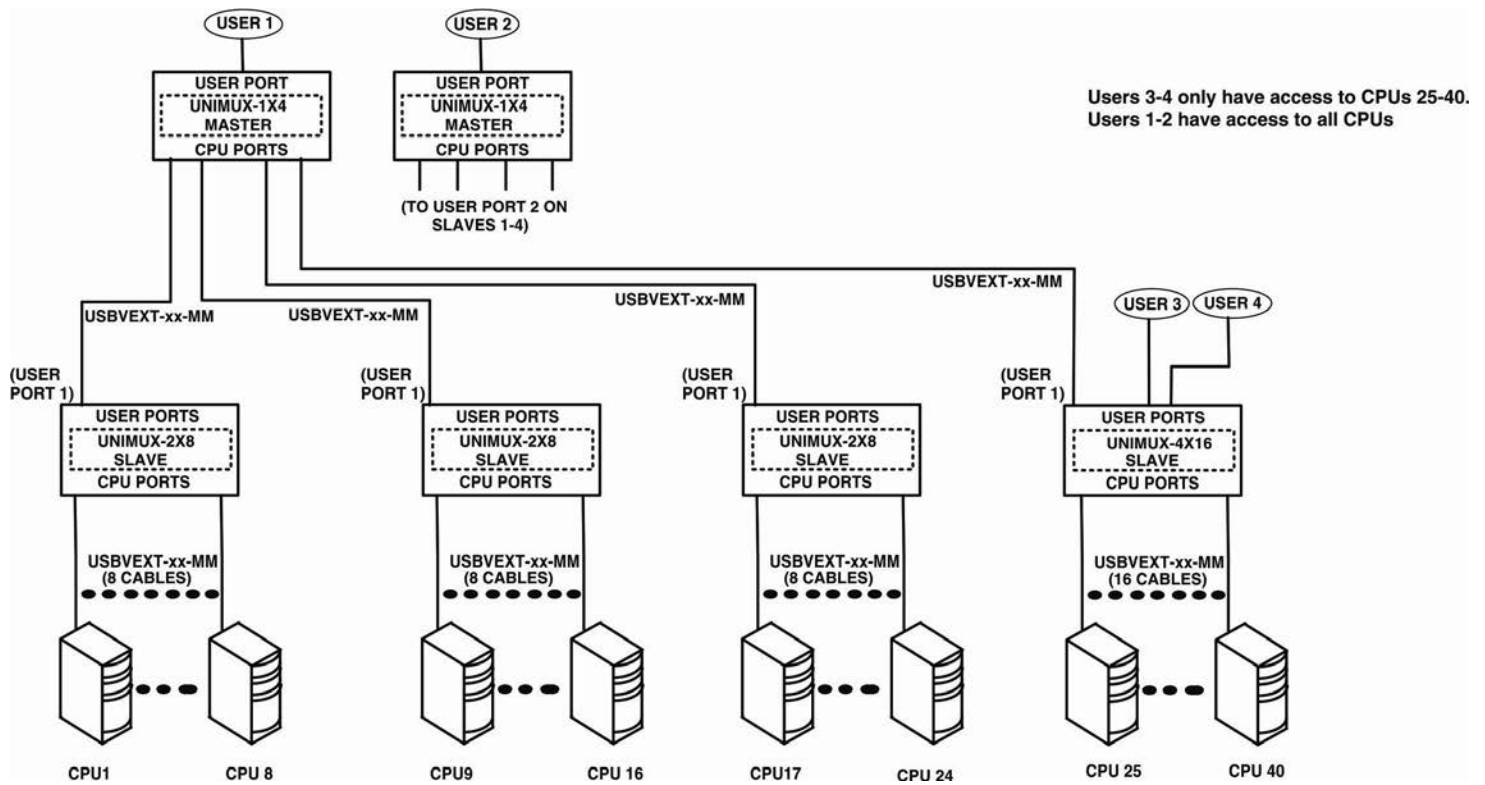 USER 1
USER 2
USER PORT
UNIMUX-1X4
MASTER
CPU PORTS
USER PORT
UNIMUX-1X4
MASTER
CPU PORTS
(TO USER PORT 2 ON
SLAVES 1-4)
Users 3-4 only have access to CPUs 25-40.
Users 1-2 have access to all CPUs
USBVEXT-xx-MM
USBVEXT-xx-MM
USBVEXT-xx-MM
USBVEXT-xx-MM
USER 3
USER 4
(USER
PORT 1)
USER PORTS
UNIMUX-2X8
SLAVE
CPU PORTS
(USER
PORT 1)
USER PORTS
UNIMUX-2X8
SLAVE
CPU PORTS
(USER
PORT 1)
USER PORTS
UNIMUX-2X8
SLAVE
CPU PORTS
(USER
PORT 1)
USER PORTS
UNIMUX-4X16
SLAVE
CPU PORTS
USBVEXT-xx-MM
(8 CABLES)
USBVEXT-xx-MM
(8 CABLES)
USBVEXT-xx-MM
(8 CABLES)
USBVEXT-xx-MM
(16 CABLES)
CPU1
CPU 8
CPU9
CPU 16
CPU17
CPU 24
CPU 25
CPU 40